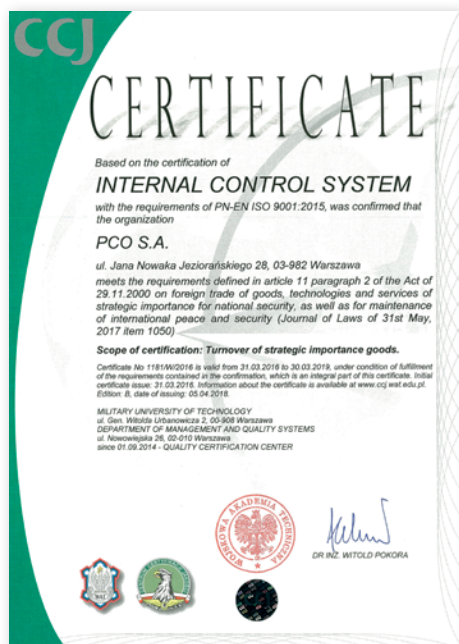 CCJ
CERTIFICATE
Based on the certification of
INTERNAL CONTROL SYSTEM
with the requirements of PN-EN ISO 9001:2015, was confirmed that
the organization
PCO S.A.
ul. Jana Nowaka Jeziorańskiego 28, 03-982 Warszawa
meets the requirements defined in article 11 paragraph 2 of the Act of
29.11.2000 on foreign trade of goods, technologies and services of
strategic importance for national security, as well as for maintenance
of international peace and security (Journal of Laws of 31st May,
2017 item 1050)
Scope of certification: Turnover of strategic importance goods.
Certificate No 1181/W/2016 is valid from 31.03.2016 to 30.03.2019, under condition of fulfillment
of the requirements contained in the confirmation, which is an integral part of this certificate. Initial
certificate issue: 31.03.2016. Information about the certificate is available at www.ccj.wat.edu.pl.
Edition: B, date of issuing: 05.04.2018.
MILITARY UNIVERSITY OF TECHNOLOGY
ul. Gen. Witolda Urbanowicza 2, 00-908 Warszawa
DEPARTMENT OF MANAGEMENT AND QUALITY SYSTEMS
ul. Nowowiejska 26, 02-010 Warszawa
since 01.09.2014 - QUALITY CERTIFICATION CENTER
WOJSKOWA AKADEMIA TECHNICZNA
DR INŻ. WITOLD POKORA